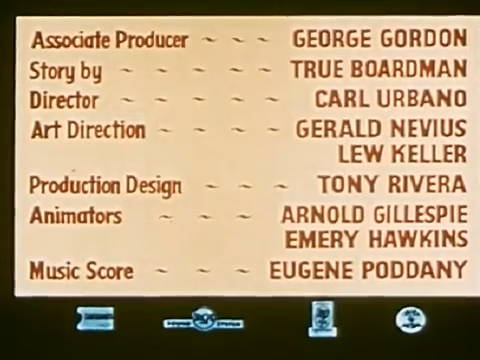 Associate Producer ~ ~ ~ GEORGE GORDON
Story by ~ ~ ~ ~ ~ TRUE BOARDMAN
Director ~ ~ ~ ~ ~ CARL URBANO
Art Direction ~ ~ ~ ~ GERALD NEVIUS
LEW KELLER
Production Design ~ ~ ~ TONY RIVERA
Animators ~ ~ ~ ARNOLD GILLESPIE
EMERY HAWKINS
Music Score ~ ~ ~ EUGENE PODDANY